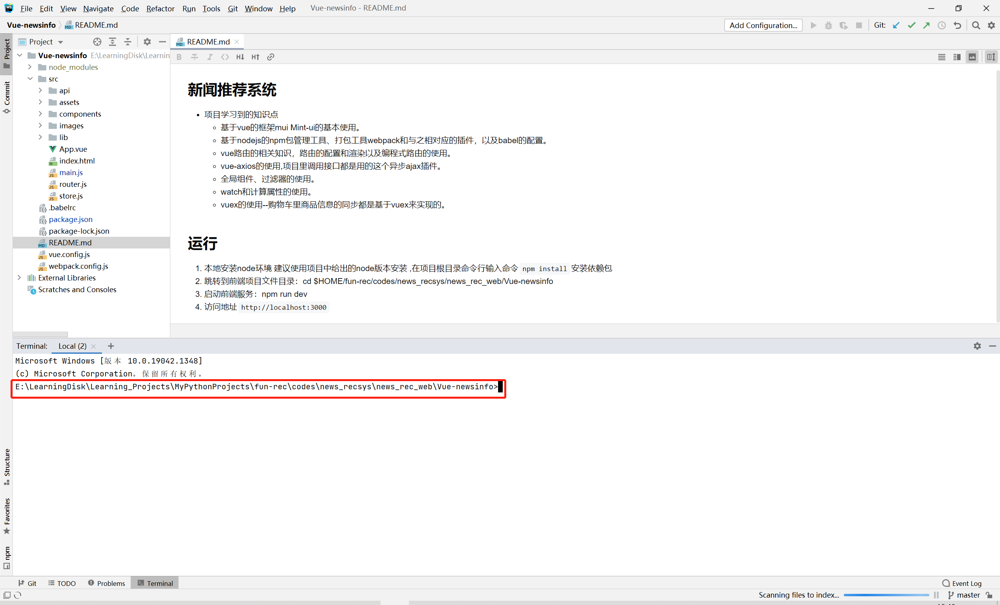 File Edit View Navigate Code Refactor Run Tools Git Window Help Vue-newsinfo - README.md
Vue-newsinfo README.md Add Configuration... Git:
Project README.md
Vue-newsinfo E:\LearningDisk\Learnin
node_modules
src
api
assets
components
images
lib
App.vue
index.html
main.js
router.js
store.js
.babelrc
package.json
package-lock.json
README.md
vue.config.js
webpack.config.js
External Libraries
Scratches and Consoles
新闻推荐系统
项目学习到的知识点
基于vue的框架mui Mint-ui的基本使用。
基于nodejs的npm包管理工具、打包工具webpack和与之相对应的插件，以及babel的配置。
vue路由的相关知识，路由的配置和渲染以及编程式路由的使用。
vue-axios的使用,项目里调用接口都是用的这个异步ajax插件。
全局组件、过滤器的使用。
watch和计算属性的使用。
vuex的使用--购物车里商品信息的同步都是基于vuex来实现的。
运行
1. 本地安装node环境 建议使用项目中给出的node版本安装 ,在项目根目录命令行输入命令 npm install 安装依赖包
2. 跳转到前端项目文件目录：cd $HOME/fun-rec/codes/news_recsys/news_rec_web/Vue-newsinfo
3. 启动前端服务：npm run dev
4. 访问地址 http://localhost:3000
Terminal: Local (2)
Microsoft Windows [版本 10.0.19042.1348]
(c) Microsoft Corporation。保留所有权利。
E:\LearningDisk\Learning_Projects\MyPythonProjects\fun-rec\codes\news_recsys\news_rec_web\Vue-newsinfo>
Project
Commit
Structure
Favorites
npm
Git TODO Problems Terminal Event Log
Scanning files to index... master